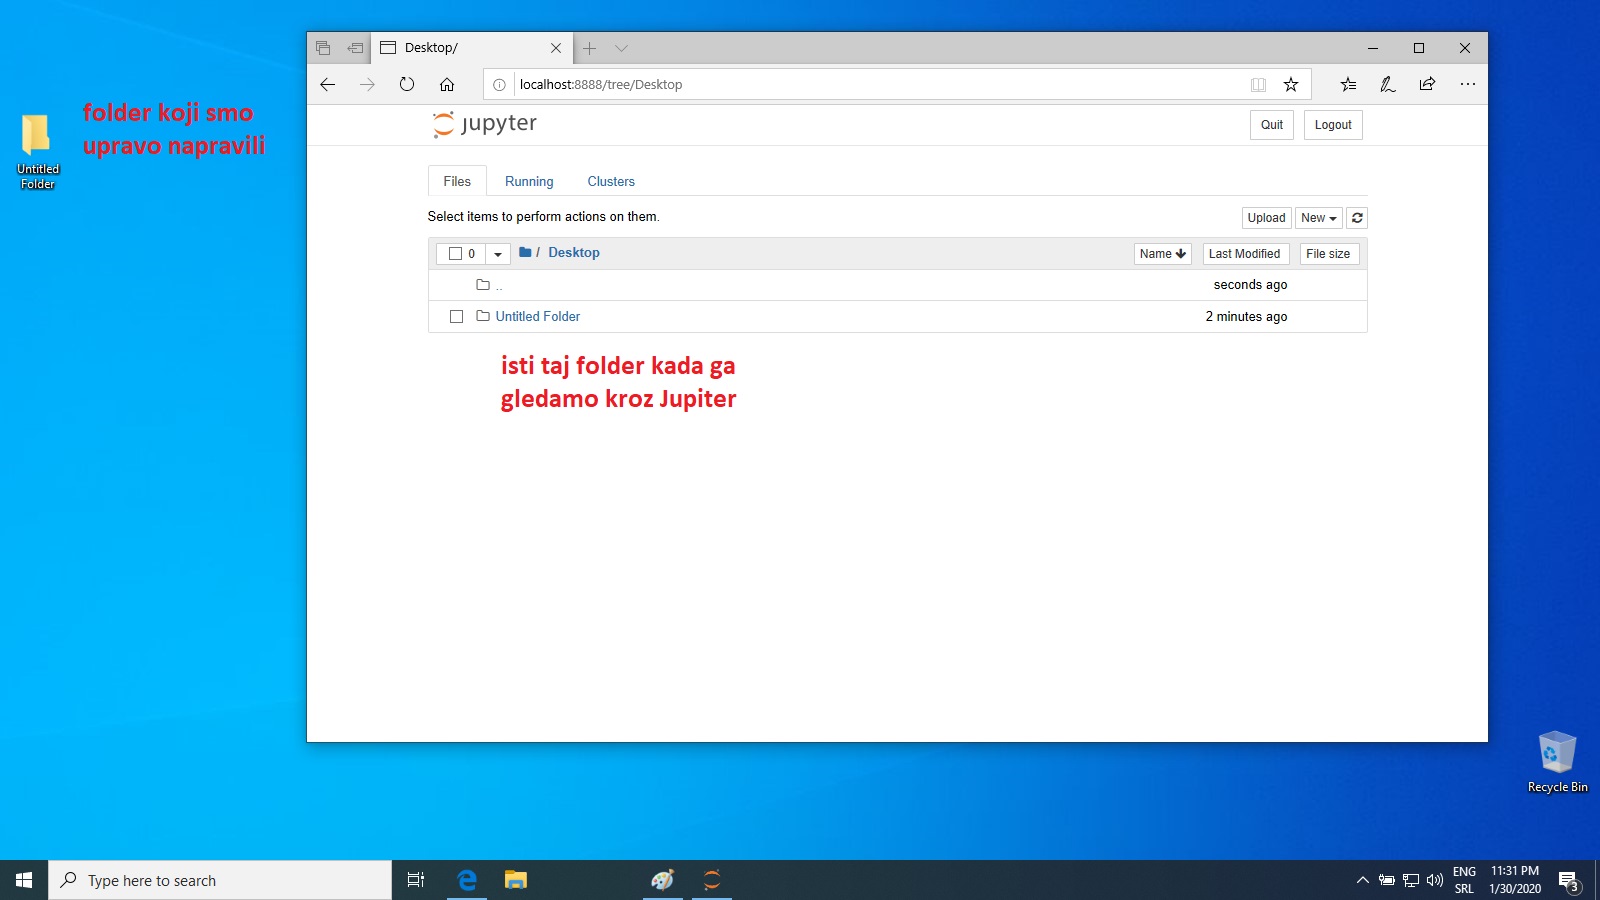 Desktop/
localhost:8888/tree/Desktop
folder koji smo
upravo napravili
Untitled
Folder
jupyter
Quit
Logout
Files
Running
Clusters
Select items to perform actions on them.
Upload
New
0
/
Desktop
Name
Last Modified
File size
..
seconds ago
Untitled Folder
2 minutes ago
isti taj folder kada ga
gledamo kroz Jupiter
Recycle Bin
Type here to search
ENG
SRL
11:31 PM
1/30/2020
3